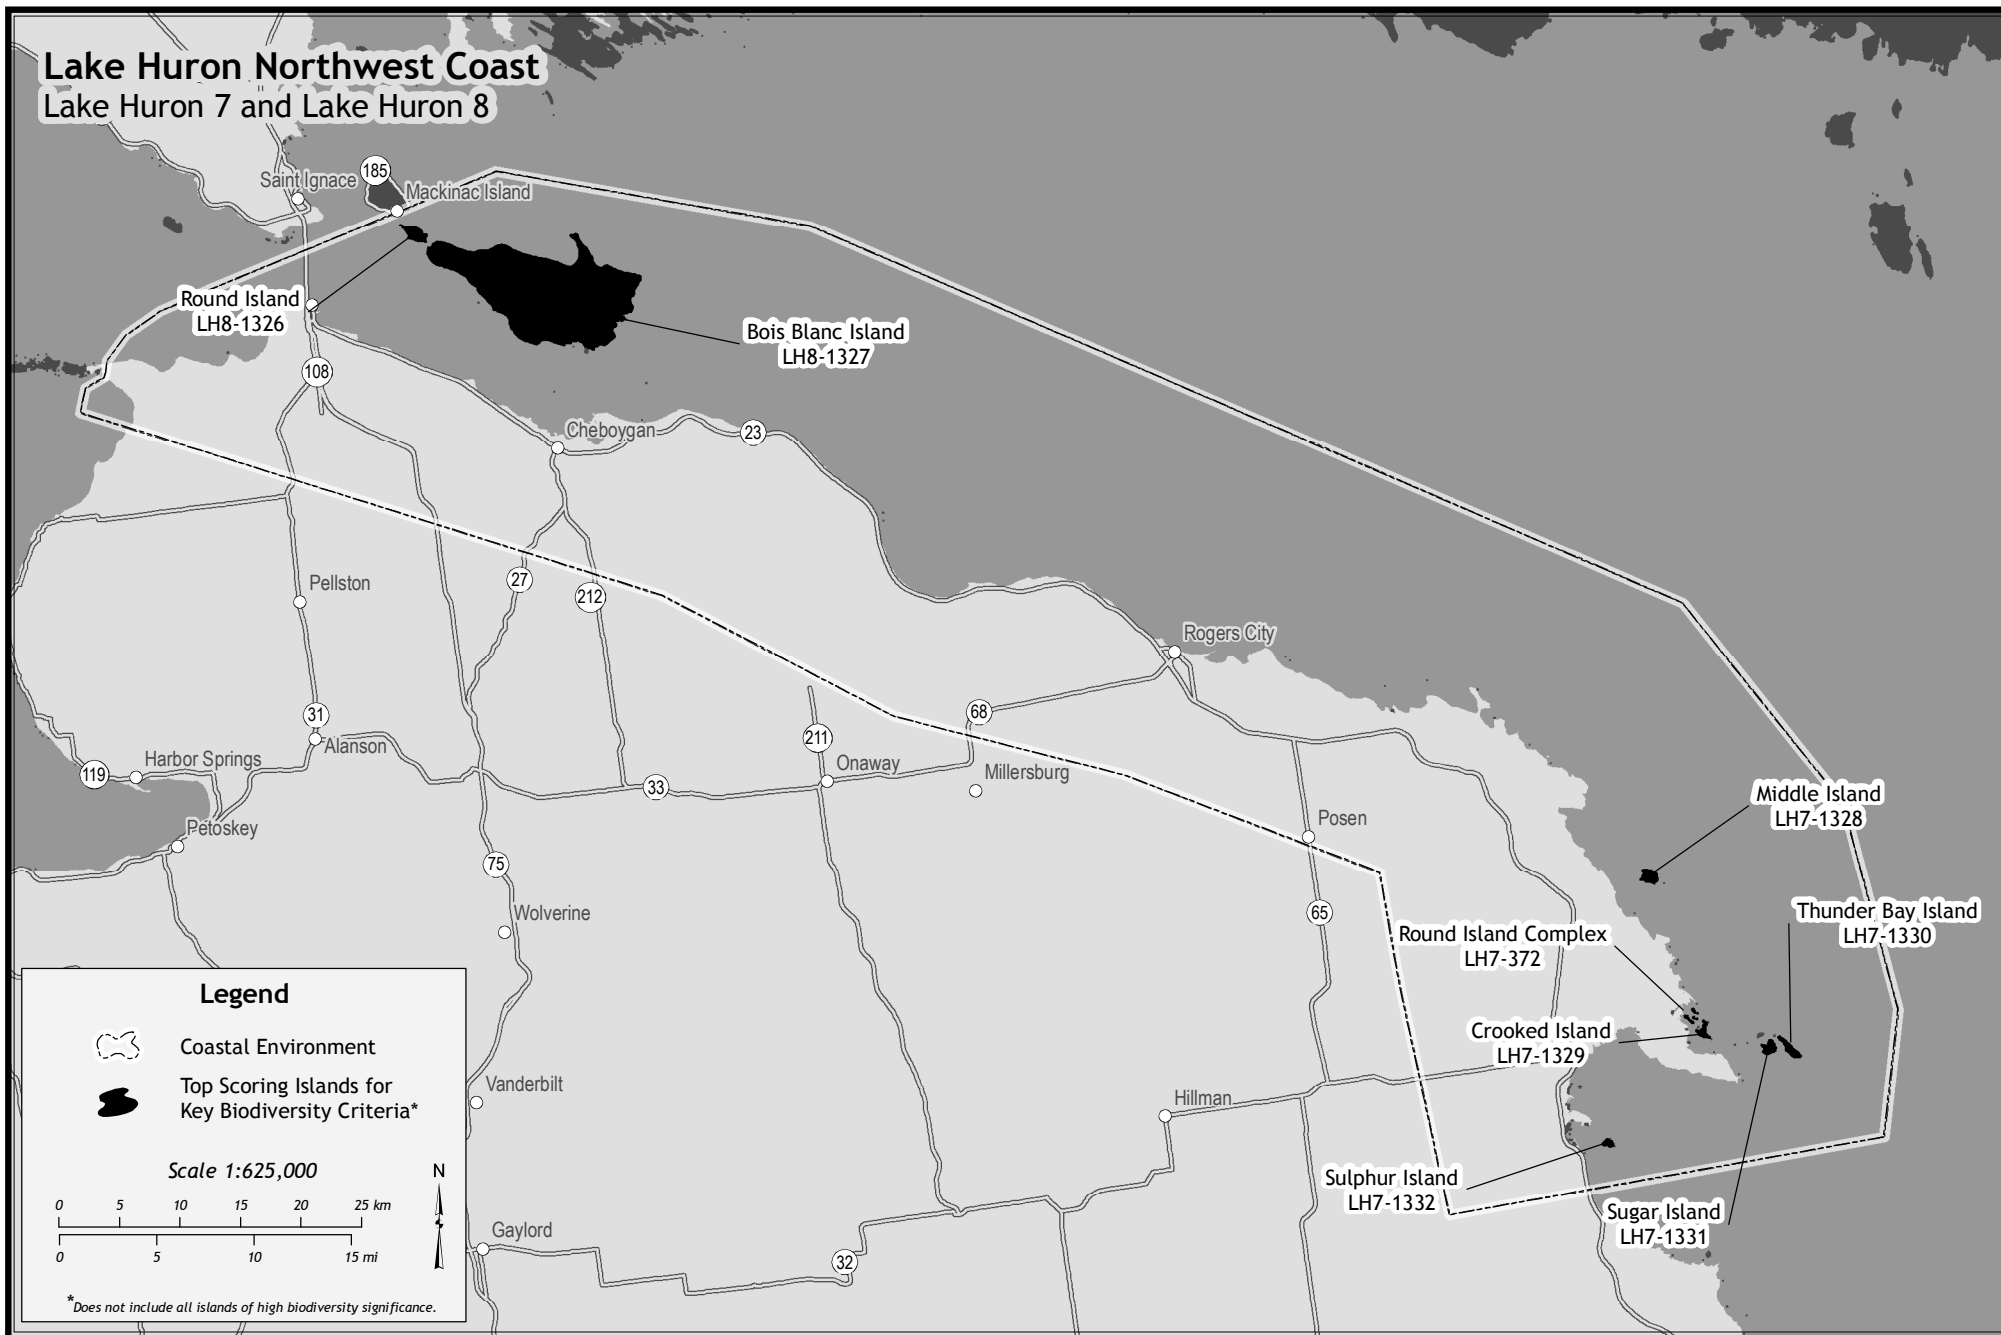 Lake Huron Northwest Coast
Lake Huron 7 and Lake Huron 8
185
Saint Ignace
Mackinac Island
Round Island
LH8-1326
Bois Blanc Island
LH8-1327
108
Cheboygan
23
Pellston
27
212
Rogers City
31
Alanson
68
211
Harbor Springs
119
Onaway
Millersburg
33
Middle Island
LH7-1328
Petoskey
Posen
75
Wolverine
65
Thunder Bay Island
LH7-1330
Round Island Complex
LH7-372
Crooked Island
LH7-1329
Vanderbilt
Hillman
Sulphur Island
LH7-1332
Sugar Island
LH7-1331
Gaylord
32
Legend
Coastal Environment
Top Scoring Islands for
Key Biodiversity Criteria*
Scale 1:625,000
N
0 5 10 15 20 25 km
0 5 10 15 mi
*Does not include all islands of high biodiversity significance.